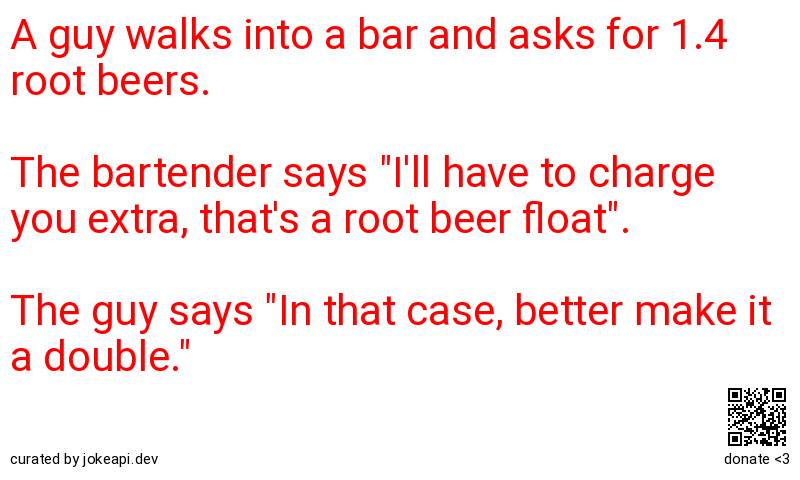 A guy walks into a bar and asks for 1.4
root beers.
The bartender says "I'll have to charge
you extra, that's a root beer float".
The guy says "In that case, better make it
a double."
curated by jokeapi.dev
donate <3